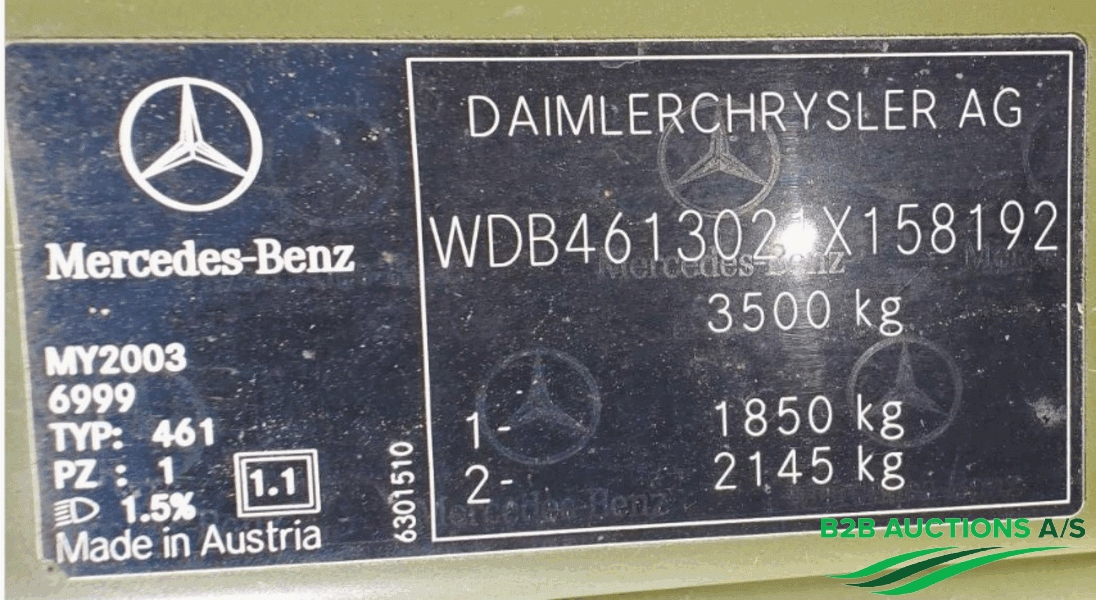 Mercedes-Benz
MY2003
6999
TYP: 461
PZ : 1
1.5%
1.1
Made in Austria
6301510
DAIMLERCHRYSLER AG
3500 kg
1- 1850 kg
2- 2145 kg
B2B AUCTIONS A/S